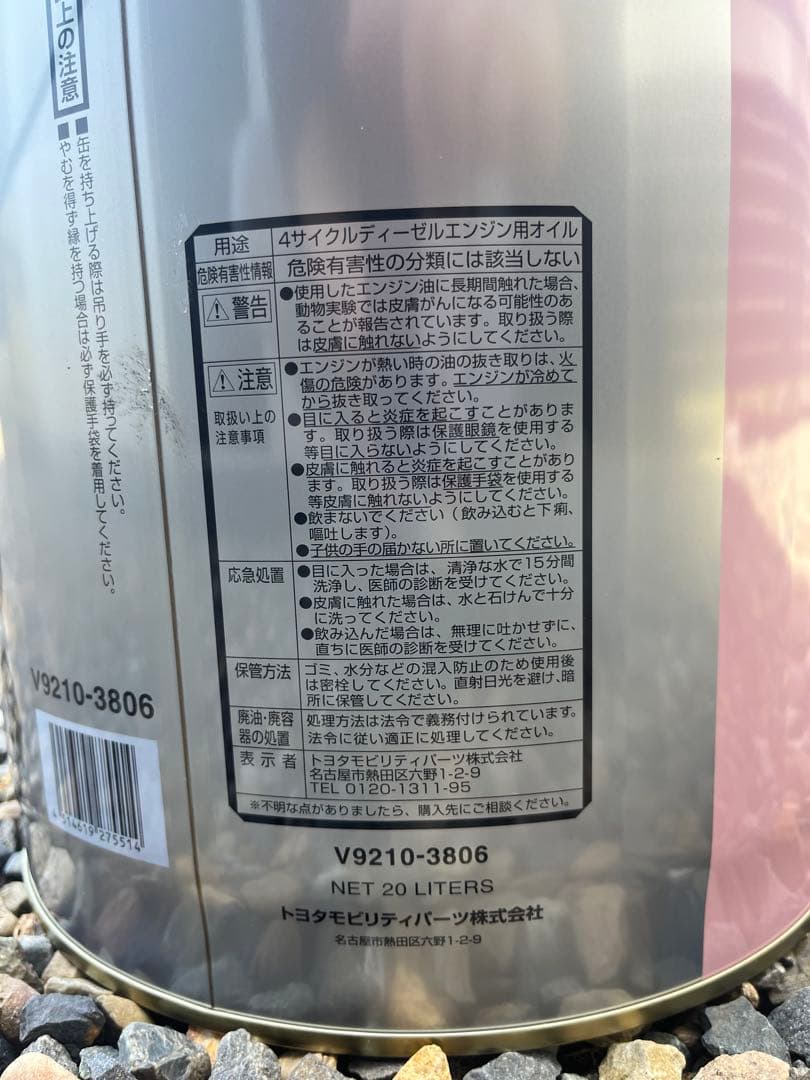 上の注意
■缶を持ち上げる際は吊り手を必ず持ってください。
■やむを得ず縁を持つ場合は必ず保護手袋を着用してください。
V9210-3806
4 514619 275514
用途
4サイクルディーゼルエンジン用オイル
危険有害性情報
危険有害性の分類には該当しない
警告
●使用したエンジン油に長期間触れた場合、
動物実験では皮膚がんになる可能性のあ
ることが報告されています。取り扱う際
は皮膚に触れないようにしてください。
注意
取扱い上の
注意事項
●エンジンが熱い時の油の抜き取りは、火
傷の危険があります。エンジンが冷めて
から抜き取ってください。
●目に入ると炎症を起こすことがありま
す。取り扱う際は保護眼鏡を使用する
等目に入らないようにしてください。
●皮膚に触れると炎症を起こすことがあり
ます。取り扱う際は保護手袋を使用する
等皮膚に触れないようにしてください。
●飲まないでください（飲み込むと下痢、
嘔吐します）。
●子供の手の届かない所に置いてください。
応急処置
●目に入った場合は、清浄な水で15分間
洗浄し、医師の診断を受けてください。
●皮膚に触れた場合は、水と石けんで十分
に洗ってください。
●飲み込んだ場合は、無理に吐かせずに、
直ちに医師の診断を受けてください。
保管方法
ゴミ、水分などの混入防止のため使用後
は密栓してください。直射日光を避け、暗
所に保管してください。
廃油・廃容
器の処置
処理方法は法令で義務付けられています。
法令に従い適正に処理してください。
表示者
トヨタモビリティパーツ株式会社
名古屋市熱田区六野1-2-9
TEL 0120-1311-95
※不明な点がありましたら、購入先にご相談ください。
V9210-3806
NET 20 LITERS
トヨタモビリティパーツ株式会社
名古屋市熱田区六野1-2-9